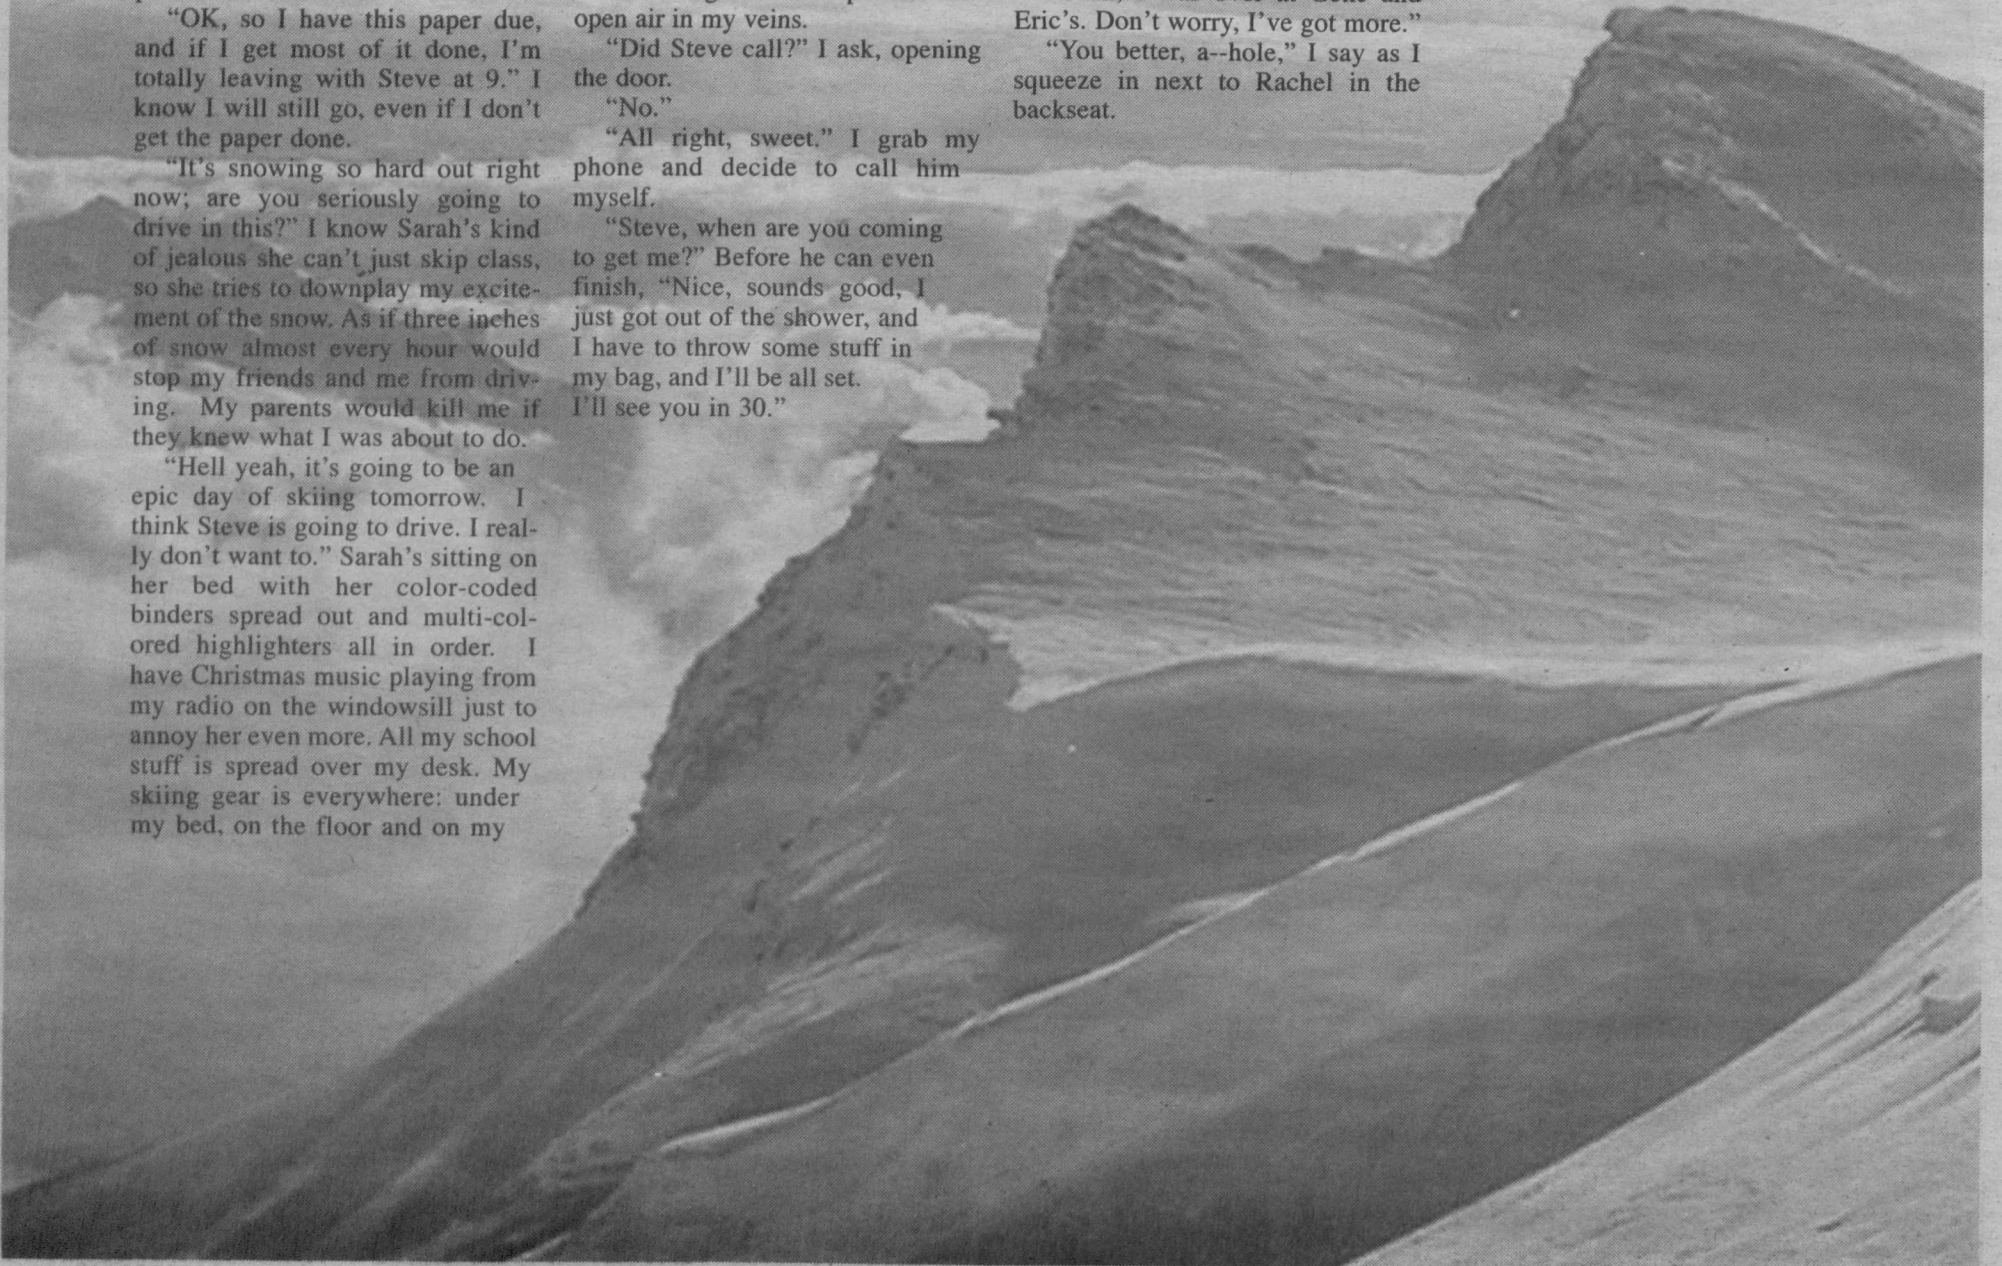 “OK, so I have this paper due,
and if I get most of it done, I'm
totally leaving with Steve at 9.” I
know I will still go, even if I don't
get the paper done.
“It's snowing so hard out right
now; are you seriously going to
drive in this?” I know Sarah's kind
of jealous she can't just skip class,
so she tries to downplay my excite-
ment of the snow. As if three inches
of snow almost every hour would
stop my friends and me from driv-
ing. My parents would kill me if
they knew what I was about to do.
“Hell yeah, it's going to be an
epic day of skiing tomorrow. I
think Steve is going to drive. I real-
ly don't want to.” Sarah's sitting on
her bed with her color-coded
binders spread out and multi-col-
ored highlighters all in order. I
have Christmas music playing from
my radio on the windowsill just to
annoy her even more. All my school
stuff is spread over my desk. My
skiing gear is everywhere: under
my bed, on the floor and on my
open air in my veins.
“Did Steve call?” I ask, opening
the door.
“No.”
“All right, sweet.” I grab my
phone and decide to call him
myself.
“Steve, when are you coming
to get me?” Before he can even
finish, “Nice, sounds good, I
just got out of the shower, and
I have to throw some stuff in
my bag, and I'll be all set.
I'll see you in 30.”
Eric's. Don't worry, I've got more.”
“You better, a--hole,” I say as I
squeeze in next to Rachel in the
backseat.